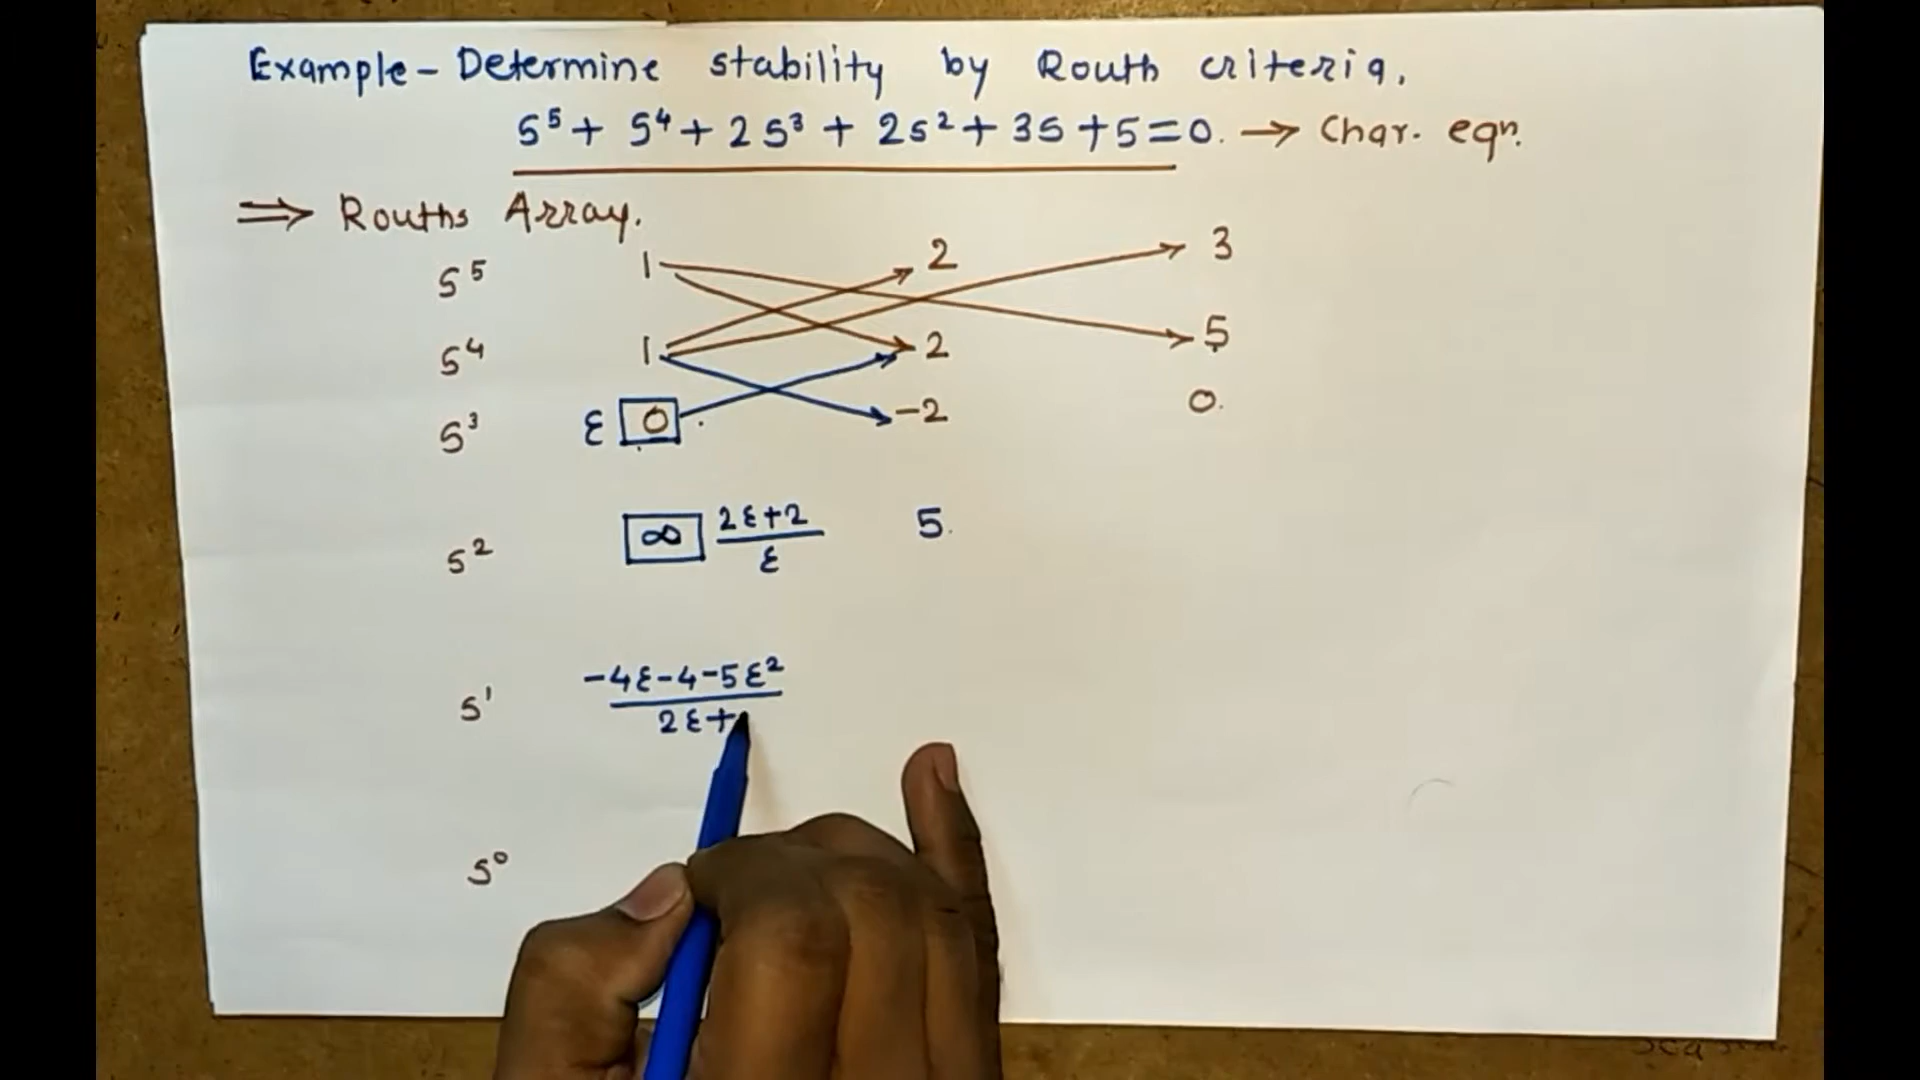 Example - Determine stability by Routh criteria.
S⁵ + S⁴ + 2S³ + 2S² + 3S + 5 = 0. → Char. eqn.
⇒ Rouths Array.
S⁵ 1 2 3
S⁴ 1 2 5
S³ ε 0 -2 0.
S² ∞ 2ε+2/ε 5.
S¹ -4ε-4-5ε²/2ε+
S⁰